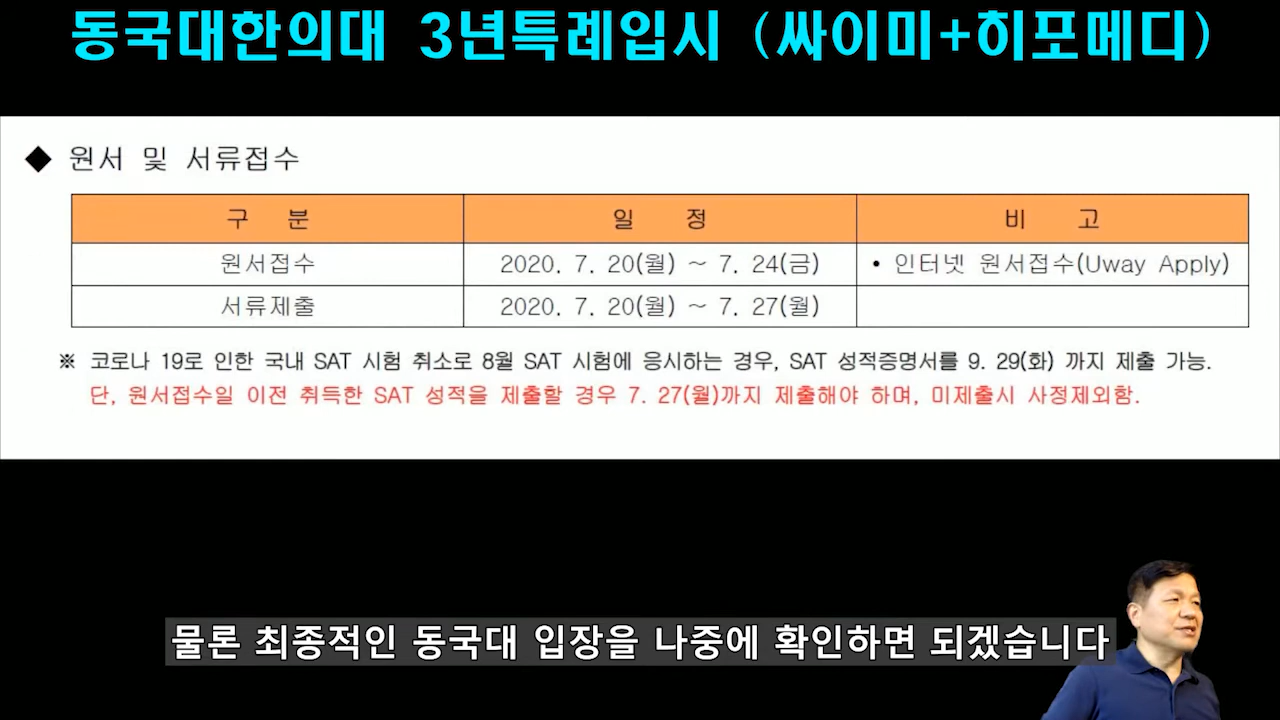 동국대한의대 3년특례입시 (싸이미+히포메디)
◆ 원서 및 서류접수
구 분 일 정 비 고
원서접수 2020. 7. 20(월) ~ 7. 24(금) • 인터넷 원서접수(Uway Apply)
서류제출 2020. 7. 20(월) ~ 7. 27(월)
※ 코로나 19로 인한 국내 SAT 시험 취소로 8월 SAT 시험에 응시하는 경우, SAT 성적증명서를 9. 29(화) 까지 제출 가능.
단, 원서접수일 이전 취득한 SAT 성적을 제출할 경우 7. 27(월)까지 제출해야 하며, 미제출시 사정제외함.
물론 최종적인 동국대 입장을 나중에 확인하면 되겠습니다